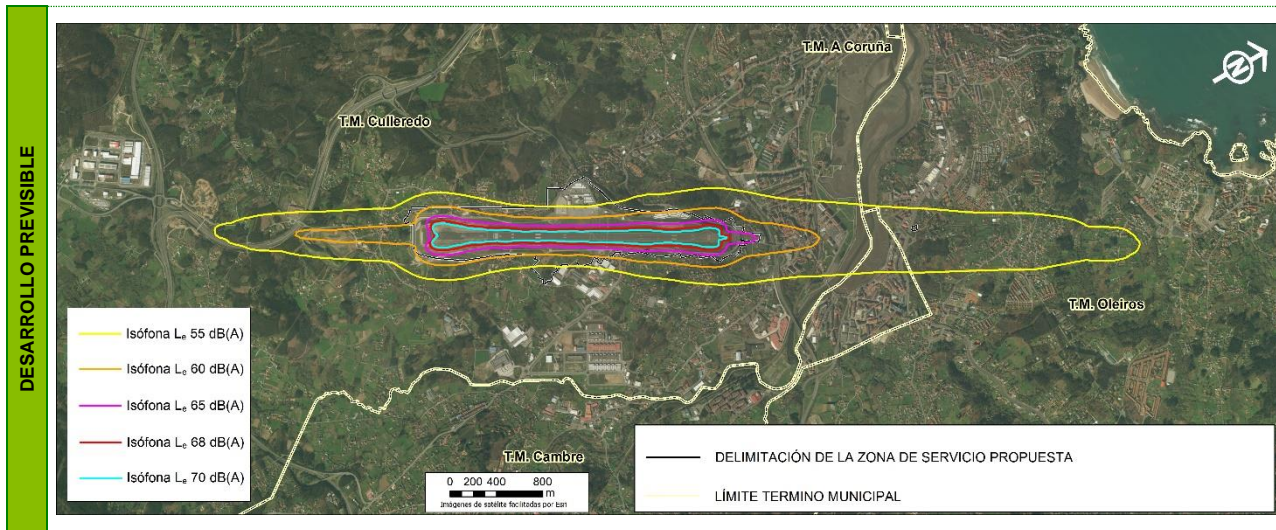 DESARROLLO PREVISIBLE
T.M. A Coruña
N
T.M. Culleredo
T.M. Oleiros
T.M. Cambre
Isófona Le 55 dB(A)
Isófona Le 60 dB(A)
Isófona Le 65 dB(A)
Isófona Le 68 dB(A)
Isófona Le 70 dB(A)
0 200 400 800
m
Imágenes de satélite facilitadas por Esri
DELIMITACIÓN DE LA ZONA DE SERVICIO PROPUESTA
LÍMITE TERMINO MUNICIPAL